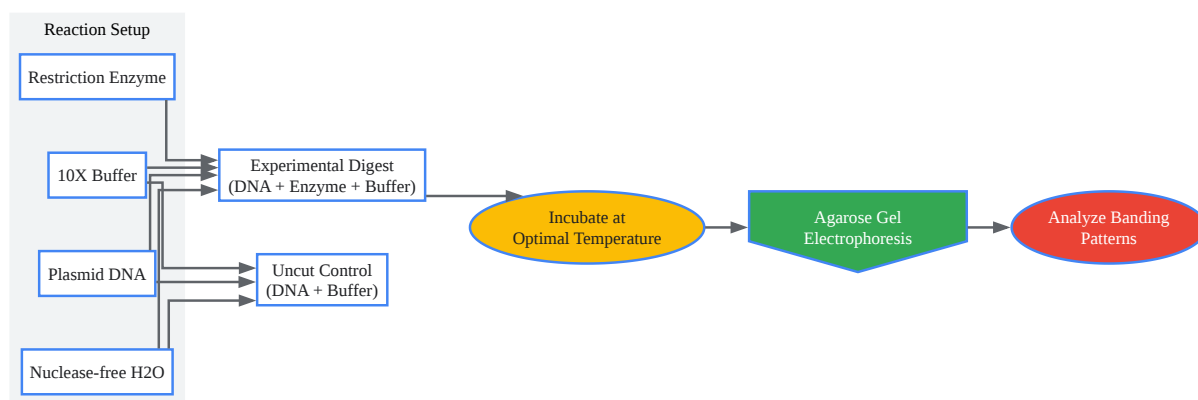 Reaction Setup
Restriction Enzyme
10X Buffer
Plasmid DNA
Nuclease-free H2O
Experimental Digest
(DNA + Enzyme + Buffer)
Uncut Control
(DNA + Buffer)
Incubate at
Optimal Temperature
Agarose Gel
Electrophoresis
Analyze Banding
Patterns